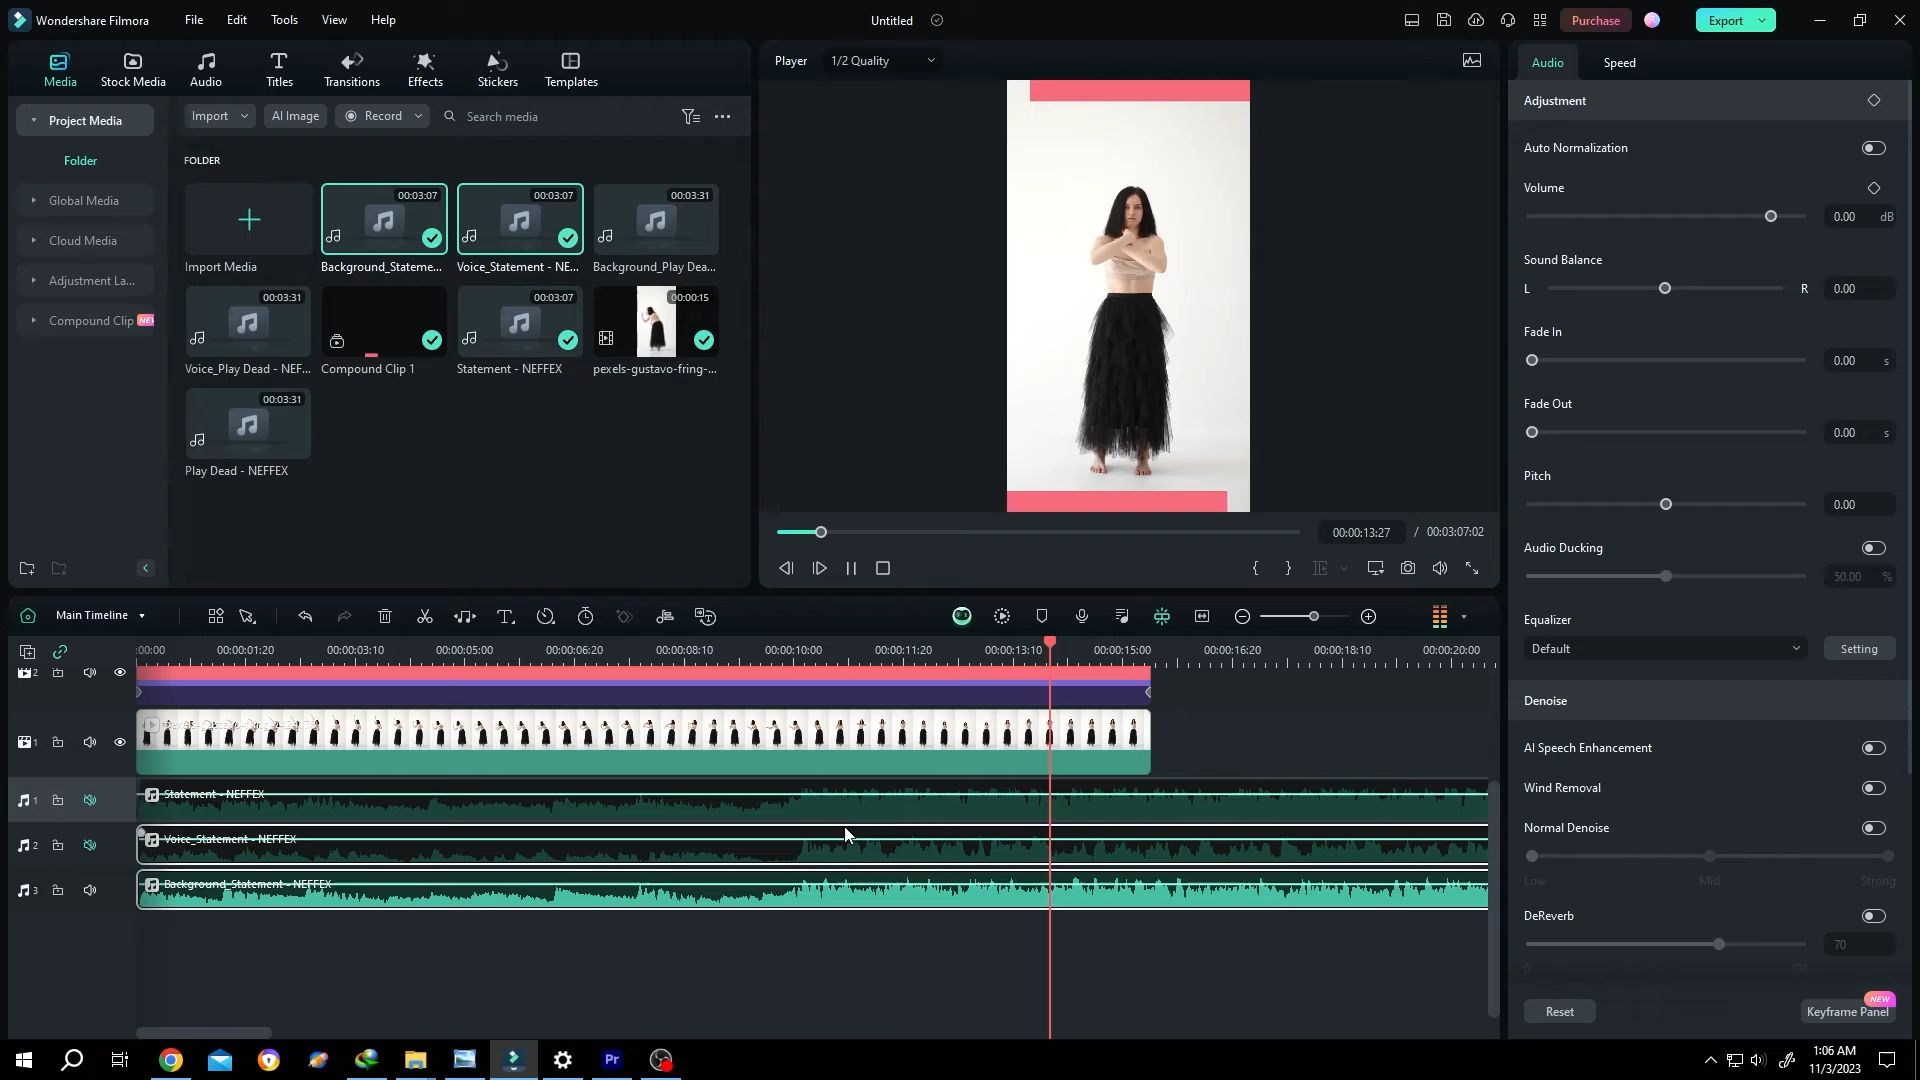 Wondershare Filmora
File
Edit
Tools
View
Help
Untitled
Purchase
Export
Media
Stock Media
Audio
Titles
Transitions
Effects
Stickers
Templates
Player
1/2 Quality
Audio
Speed
Project Media
Import
AI Image
Record
Search media
Adjustment
Folder
FOLDER
Auto Normalization
Global Media
Cloud Media
Adjustment La...
Compound Clip
NEW
00:03:07
00:03:07
00:03:31
Import Media
Background_Stateme...
Voice_Statement - NE...
Background_Play Dea...
00:03:31
00:03:07
00:00:15
Voice_Play Dead - NEF...
Compound Clip 1
Statement - NEFFEX
pexels-gustavo-fring-...
00:03:31
Play Dead - NEFFEX
Volume
0.00 dB
Sound Balance
L
R
0.00
Fade In
0.00 s
Fade Out
0.00 s
Pitch
0.00
00:00:13:27 / 00:03:07:02
Audio Ducking
50.00 %
Equalizer
Default
Setting
Denoise
AI Speech Enhancement
Wind Removal
Normal Denoise
Low
Mid
Strong
DeReverb
70
0
100
Reset
NEW
Keyframe Panel
Main Timeline
:00:00
00:00:01:20
00:00:03:10
00:00:05:00
00:00:06:20
00:00:08:10
00:00:10:00
00:00:11:20
00:00:13:10
00:00:15:00
00:00:16:20
00:00:18:10
00:00:20:00
2
1
1
Statement - NEFFEX
2
Voice_Statement - NEFFEX
3
Background_Statement - NEFFEX
Pr
1:06 AM
11/3/2023